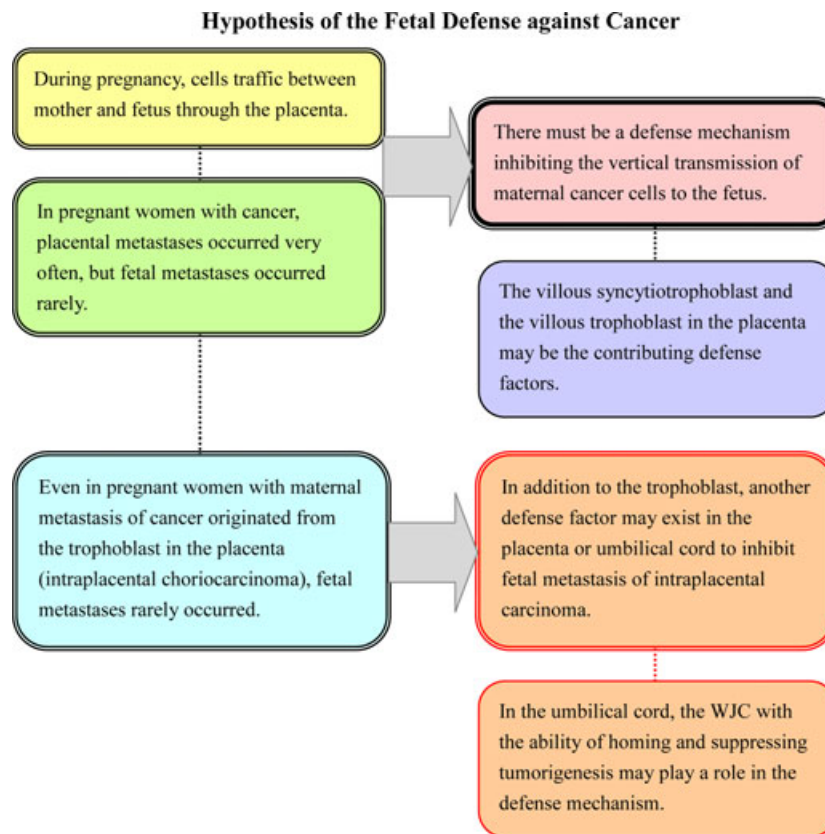 Hypothesis of the Fetal Defense against Cancer
During pregnancy, cells traffic between
mother and fetus through the placenta.
There must be a defense mechanism
inhibiting the vertical transmission of
maternal cancer cells to the fetus.
In pregnant women with cancer,
placental metastases occurred very
often, but fetal metastases occurred
rarely.
The villous syncytiotrophoblast and
the villous trophoblast in the placenta
may be the contributing defense
factors.
Even in pregnant women with maternal
metastasis of cancer originated from
the trophoblast in the placenta
(intraplacental choriocarcinoma), fetal
metastases rarely occurred.
In addition to the trophoblast, another
defense factor may exist in the
placenta or umbilical cord to inhibit
fetal metastasis of intraplacental
carcinoma.
In the umbilical cord, the WJC with
the ability of homing and suppressing
tumorigenesis may play a role in the
defense mechanism.